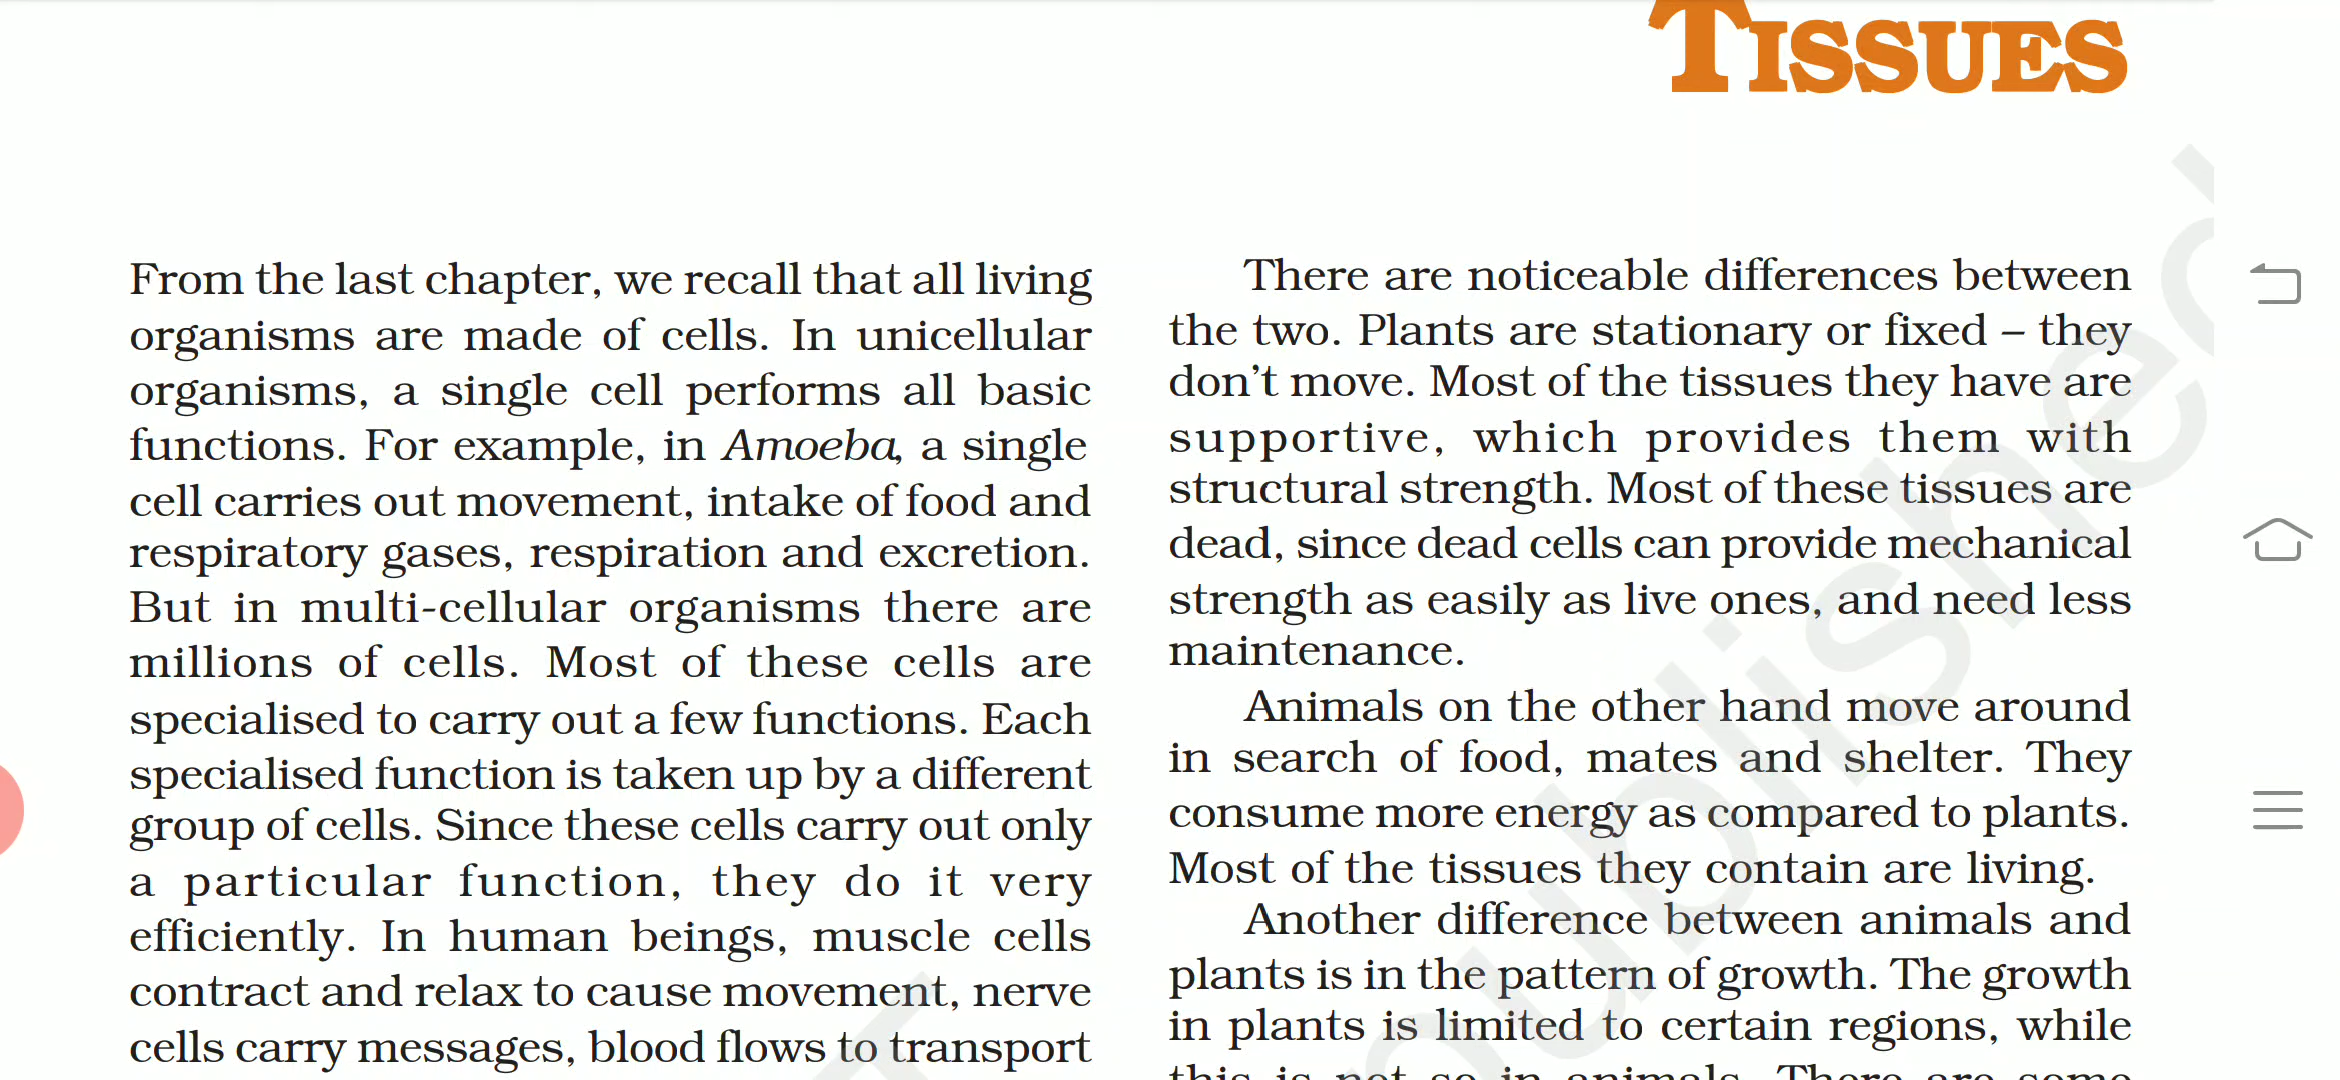 TISSUES
From the last chapter, we recall that all living
organisms are made of cells. In unicellular
organisms, a single cell performs all basic
functions. For example, in Amoeba, a single
cell carries out movement, intake of food and
respiratory gases, respiration and excretion.
But in multi-cellular organisms there are
millions of cells. Most of these cells are
specialised to carry out a few functions. Each
specialised function is taken up by a different
group of cells. Since these cells carry out only
a particular function, they do it very
efficiently. In human beings, muscle cells
contract and relax to cause movement, nerve
cells carry messages, blood flows to transport
There are noticeable differences between
the two. Plants are stationary or fixed – they
don't move. Most of the tissues they have are
supportive, which provides them with
structural strength. Most of these tissues are
dead, since dead cells can provide mechanical
strength as easily as live ones, and need less
maintenance.
Animals on the other hand move around
in search of food, mates and shelter. They
consume more energy as compared to plants.
Most of the tissues they contain are living.
Another difference between animals and
plants is in the pattern of growth. The growth
in plants is limited to certain regions, while
this is not so in animals. There are some